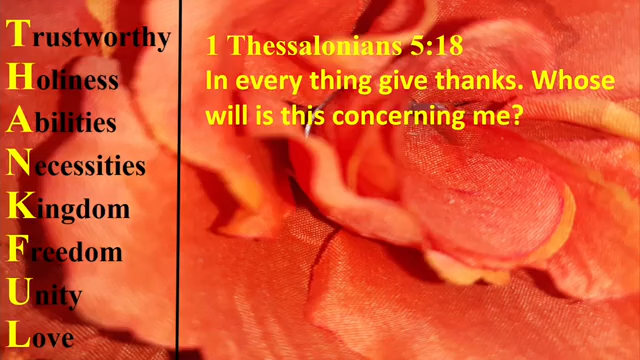 Trustworthy
Holiness
Abilities
Necessities
Kingdom
Freedom
Unity
Love
1 Thessalonians 5:18
In every thing give thanks. Whose
will is this concerning me?